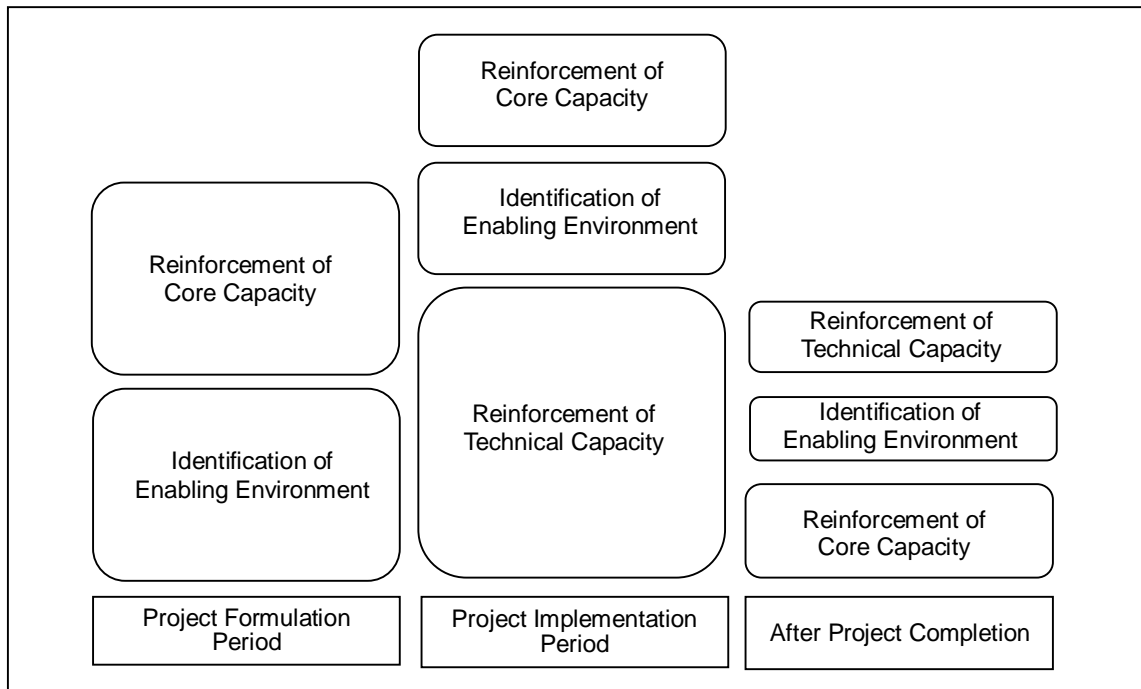 Reinforcement of
Core Capacity
Identification of
Enabling Environment
Project Formulation
Period
Reinforcement of
Core Capacity
Identification of
Enabling Environment
Reinforcement of
Technical Capacity
Project Implementation
Period
Reinforcement of
Technical Capacity
Identification of
Enabling Environment
Reinforcement of
Core Capacity
After Project Completion